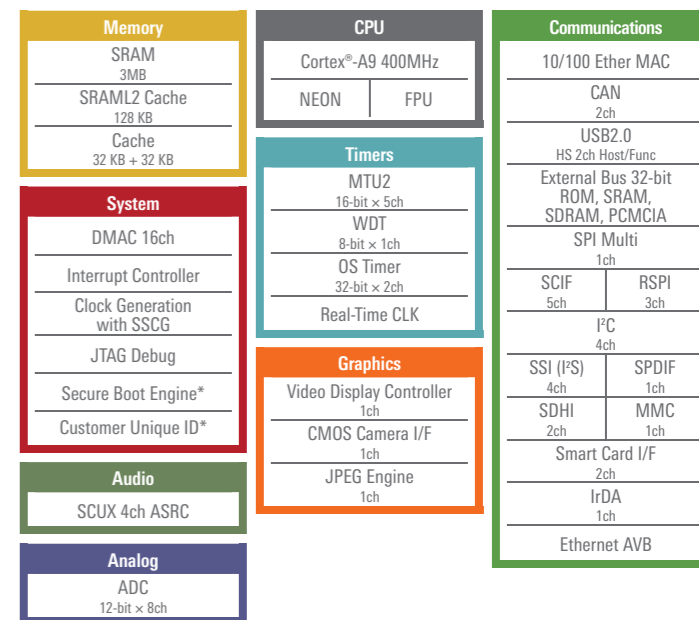 Memory
SRAM
3MB
SRAML2 Cache
128 KB
Cache
32 KB + 32 KB
System
DMAC 16ch
Interrupt Controller
Clock Generation
with SSCG
JTAG Debug
Secure Boot Engine*
Customer Unique ID*
Audio
SCUX 4ch ASRC
Analog
ADC
12-bit × 8ch
CPU
Cortex®-A9 400MHz
NEON FPU
Timers
MTU2
16-bit × 5ch
WDT
8-bit × 1ch
OS Timer
32-bit × 2ch
Real-Time CLK
Graphics
Video Display Controller
1ch
CMOS Camera I/F
1ch
JPEG Engine
1ch
Communications
10/100 Ether MAC
CAN
2ch
USB2.0
HS 2ch Host/Func
External Bus 32-bit
ROM, SRAM,
SDRAM, PCMCIA
SPI Multi
1ch
SCIF RSPI
5ch 3ch
I²C
4ch
SSI (I²S) SPDIF
4ch 1ch
SDHI MMC
2ch 1ch
Smart Card I/F
2ch
IrDA
1ch
Ethernet AVB